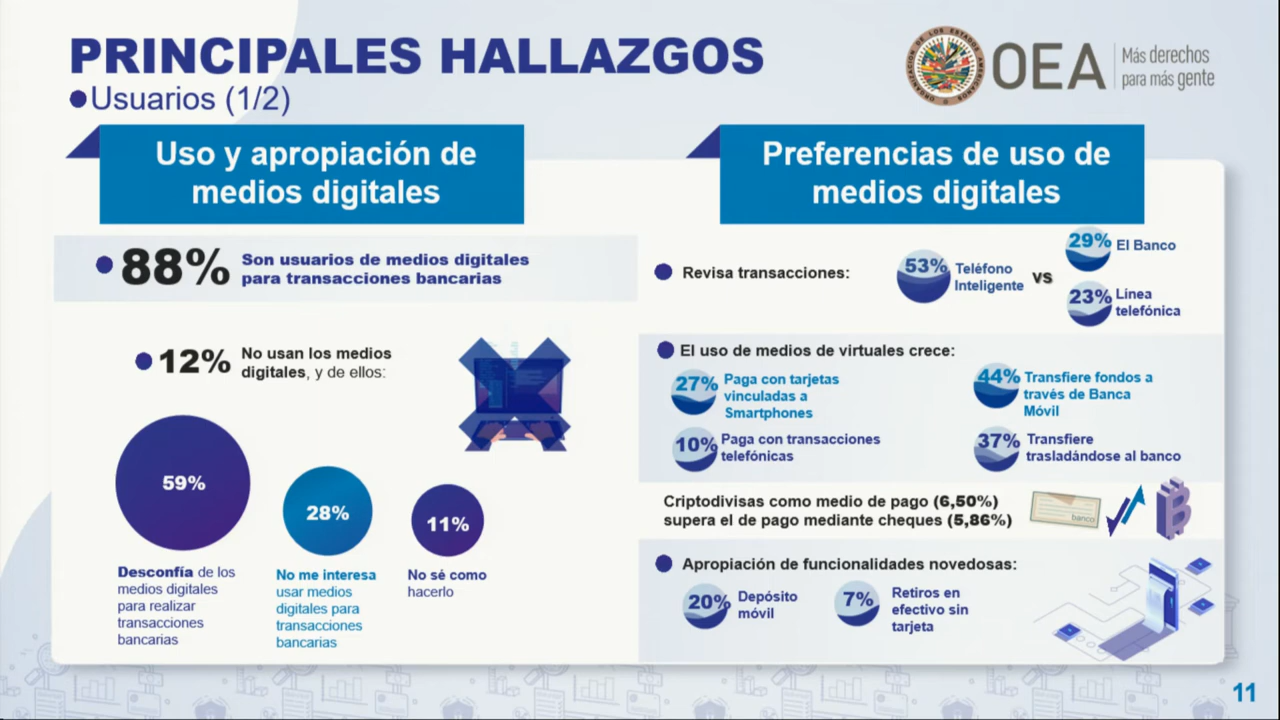 PRINCIPALES HALLAZGOS
Usuarios (1/2)
ORGANIZACION DE LOS ESTADOS AMERICANOS
OEA
Más derechos
para más gente
Uso y apropiación de
medios digitales
88%
Son usuarios de medios digitales
para transacciones bancarias
12%
No usan los medios
digitales, y de ellos:
59%
Desconfía de los
medios digitales
para realizar
transacciones
bancarias
28%
No me interesa
usar medios
digitales para
transacciones
bancarias
11%
No sé como
hacerlo
Preferencias de uso de
medios digitales
Revisa transacciones:
53%
Teléfono
Inteligente
vs
29%
El Banco
23%
Línea
telefónica
El uso de medios de virtuales crece:
27%
Paga con tarjetas
vinculadas a
Smartphones
44%
Transfiere fondos a
través de Banca
Móvil
10%
Paga con transacciones
telefónicas
37%
Transfiere
trasladándose al banco
Criptodivisas como medio de pago (6,50%)
supera el de pago mediante cheques (5,86%)
banco
Apropiación de funcionalidades novedosas:
20%
Depósito
móvil
7%
Retiros en
efectivo sin
tarjeta
11